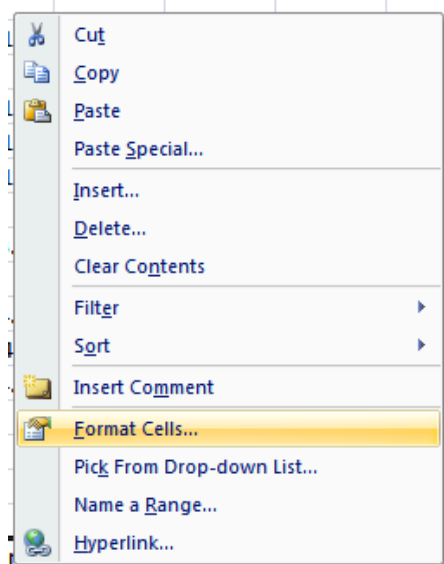 Cut
Copy
Paste
Paste Special...
Insert...
Delete...
Clear Contents
Filter
Sort
Insert Comment
Format Cells...
Pick From Drop-down List...
Name a Range...
Hyperlink...